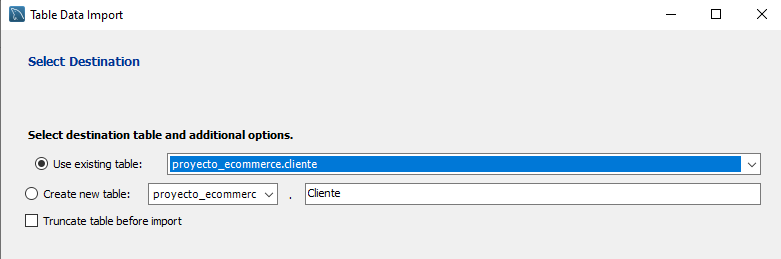 Table Data Import
Select Destination
Select destination table and additional options.
Use existing table: proyecto_ecommerce.cliente
Create new table: proyecto_ecommerc . Cliente
Truncate table before import